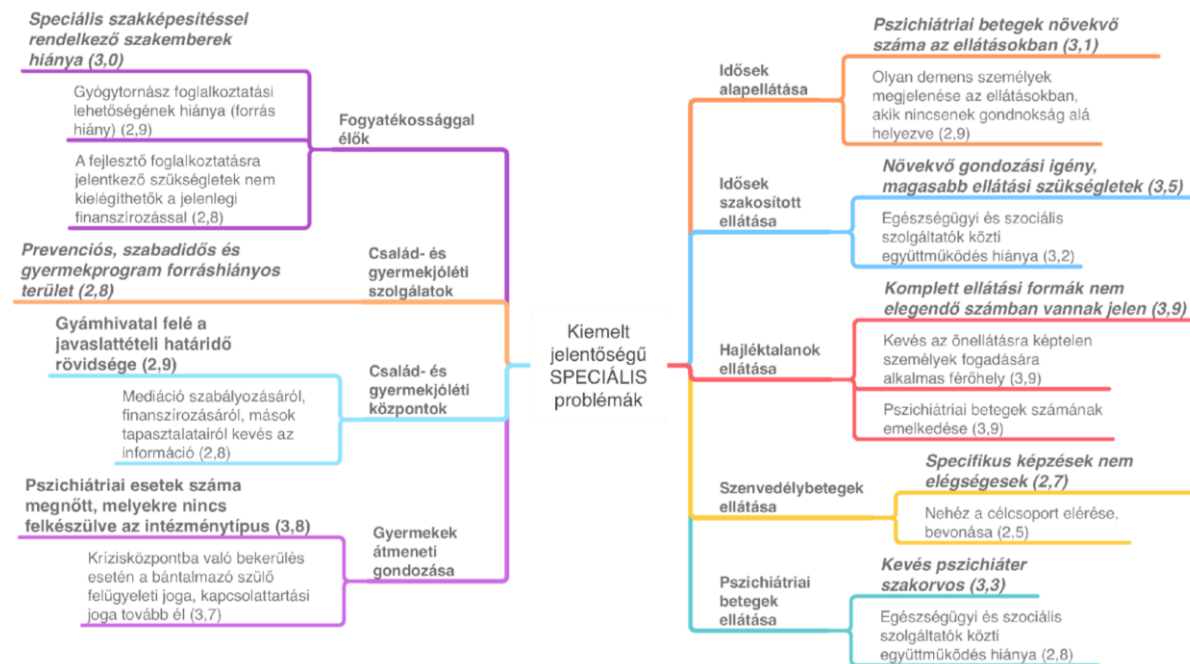 Speciális szakképesítéssel
rendelkező szakemberek
hiánya (3,0)
Gyógytornász foglalkoztatási
lehetőségének hiánya (forrás
hiány) (2,9)
A fejlesztő foglalkoztatásra
jelentkező szükségletek nem
kielégíthetők a jelenlegi
finanszírozással (2,8)
Fogyatékossággal
élők
Prevenciós, szabadidős és
gyermekprogram forráshiányos
terület (2,8)
Család- és
gyermekjóléti
szolgálatok
Gyámhivatal felé a
javaslattételi határidő
rövidsége (2,9)
Mediáció szabályozásáról,
finanszírozásáról, mások
tapasztalatairól kevés az
információ (2,8)
Család- és
gyermekjóléti
központok
Pszichiátriai esetek száma
megnőtt, melyekre nincs
felkészülve az intézménytípus (3,8)
Krízisközpontba való bekerülés
esetén a bántalmazó szülő
felügyeleti joga, kapcsolattartási
joga tovább él (3,7)
Gyermekek
átmeneti
gondozása
Kiemelt
jelentőségű
SPECIÁLIS
problémák
Idősek
alapellátása
Pszichiátriai betegek növekvő
száma az ellátásokban (3,1)
Olyan demens személyek
megjelenése az ellátásokban,
akik nincsenek gondnokság alá
helyezve (2,9)
Idősek
szakosított
ellátása
Növekvő gondozási igény,
magasabb ellátási szükségletek (3,5)
Egészségügyi és szociális
szolgáltatók közti
együttműködés hiánya (3,2)
Hajléktalanok
ellátása
Komplett ellátási formák nem
elegendő számban vannak jelen (3,9)
Kevés az önellátásra képtelen
személyek fogadására
alkalmas férőhely (3,9)
Pszichiátriai betegek számának
emelkedése (3,9)
Szenvedélybetegek
ellátása
Specifikus képzések nem
elégségesek (2,7)
Nehéz a célcsoport elérése,
bevonása (2,5)
Pszichiátriai
betegek
ellátása
Kevés pszichiáter
szakorvos (3,3)
Egészségügyi és szociális
szolgáltatók közti
együttműködés hiánya (2,8)